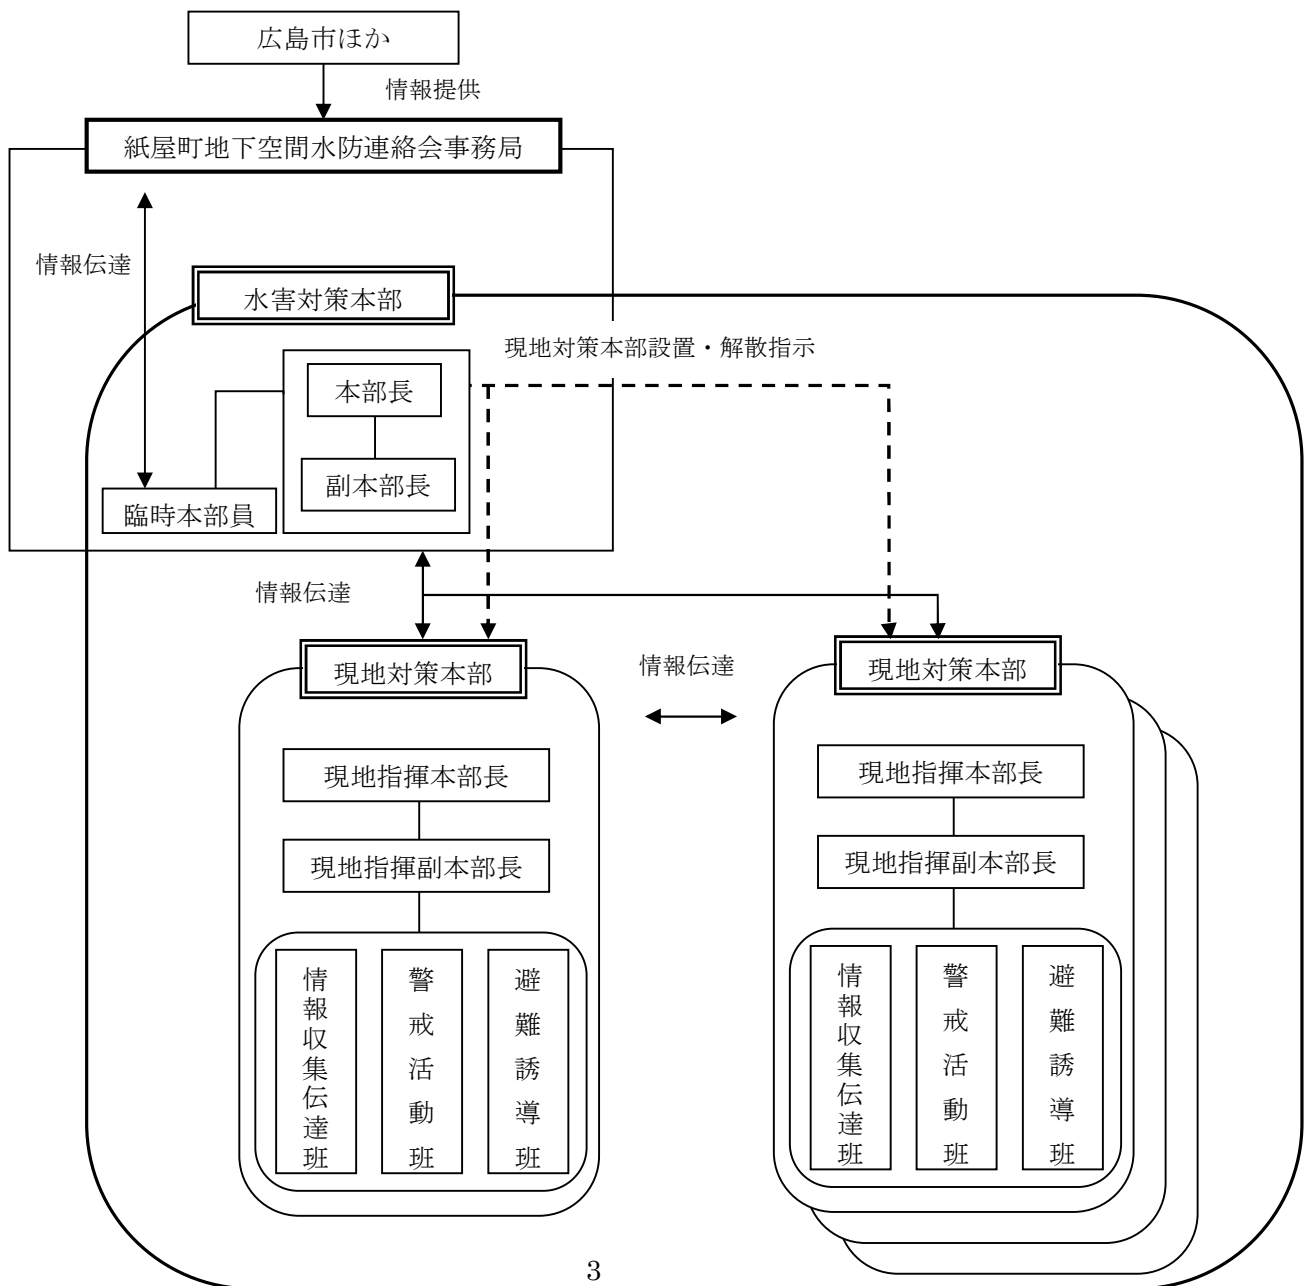 広島市ほか
情報提供
紙屋町地下空間水防連絡会事務局
情報伝達
水害対策本部
現地対策本部設置・解散指示
本部長
副本部長
臨時本部員
情報伝達
現地対策本部
情報伝達
現地対策本部
現地指揮本部長
現地指揮副本部長
情報収集伝達班
警戒活動班
避難誘導班
現地指揮本部長
現地指揮副本部長
情報収集伝達班
警戒活動班
避難誘導班
3